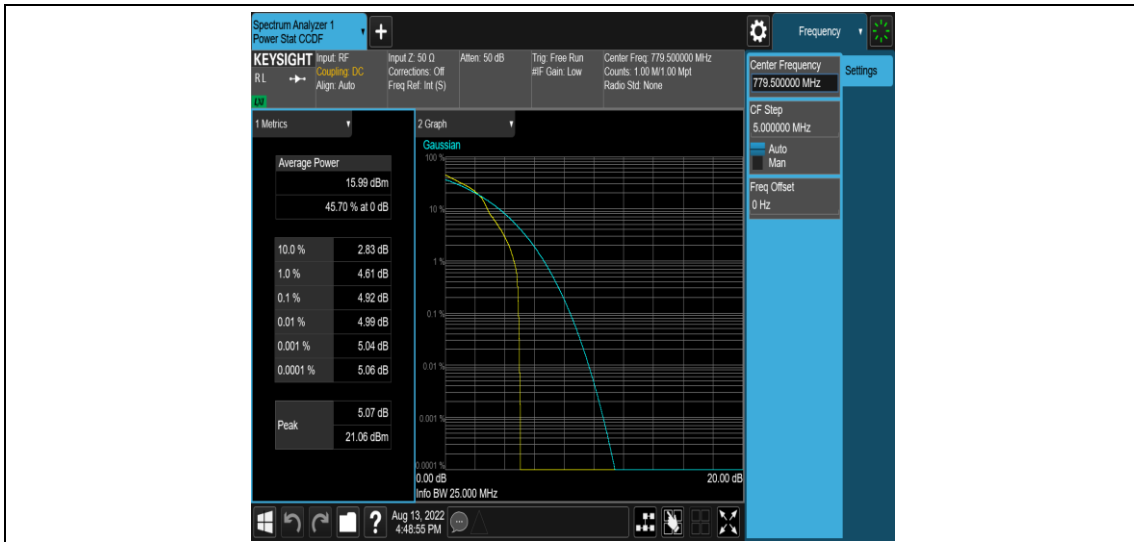 Spectrum Analyzer 1
Power Stat CCDF
Frequency
KEYSIGHT
RL
Input: RF
Coupling: DC
Align: Auto
Input Z: 50 Ω
Corrections: Off
Freq Ref: Int (S)
Atten: 50 dB
Trig: Free Run
#IF Gain: Low
Center Freq: 779.500000 MHz
Counts: 1.00 M/1.00 Mpt
Radio Std: None
Center Frequency
779.500000 MHz
Settings
CF Step
5.000000 MHz
Auto
Man
Freq Offset
0 Hz
1 Metrics
Average Power
15.99 dBm
45.70 % at 0 dB
10.0 % 2.83 dB
1.0 % 4.61 dB
0.1 % 4.92 dB
0.01 % 4.99 dB
0.001 % 5.04 dB
0.0001 % 5.06 dB
Peak
5.07 dB
21.06 dBm
2 Graph
Gaussian
100 %
10 %
1 %
0.1 %
0.01 %
0.001 %
0.0001 %
0.00 dB 20.00 dB
Info BW 25.000 MHz
Aug 13, 2022
4:48:55 PM